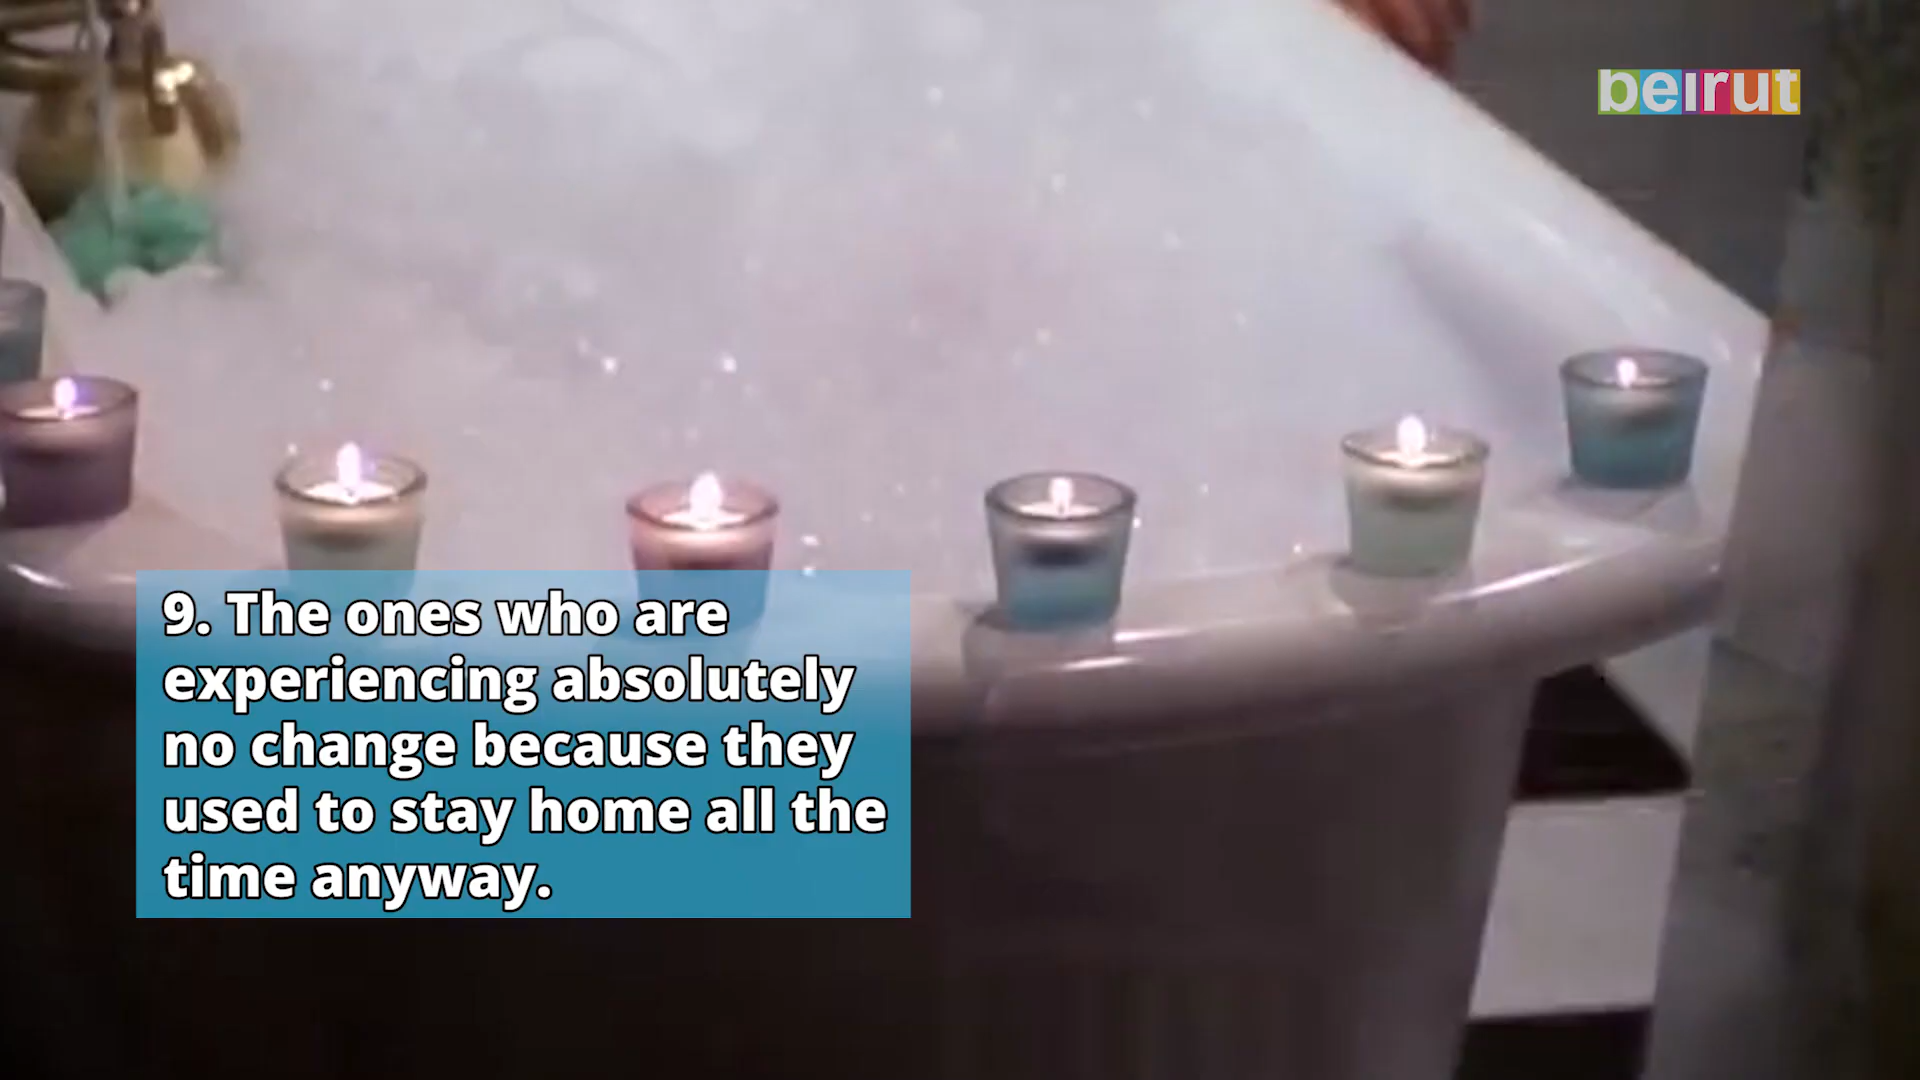 beirut
9. The ones who are
experiencing absolutely
no change because they
used to stay home all the
time anyway.